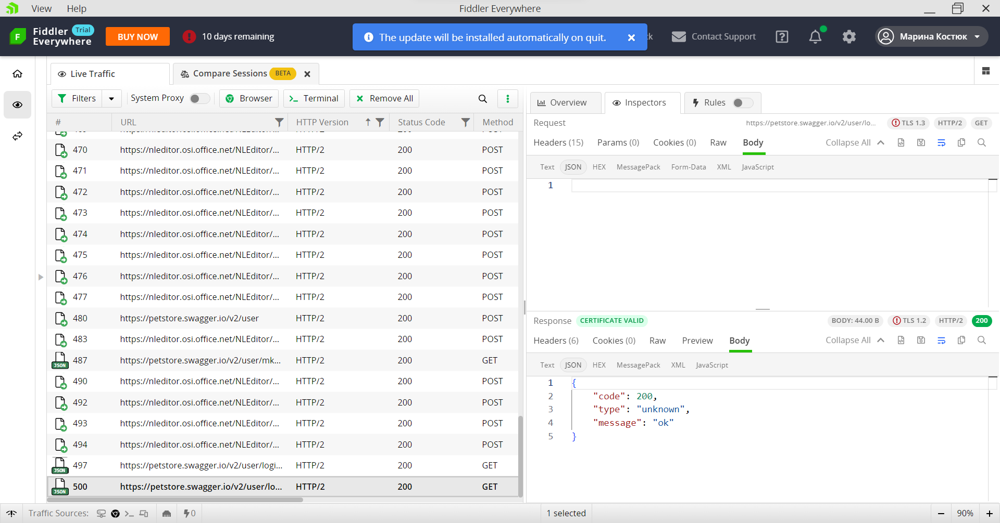 View Help
Fiddler Everywhere
Fiddler Trial
Everywhere
BUY NOW
10 days remaining
The update will be installed automatically on quit.
Contact Support
Марина Костюк
Live Traffic
Compare Sessions BETA
Filters
System Proxy
Browser
Terminal
Remove All
# URL HTTP Version Status Code Method
470 https://nleditor.osi.office.net/NLEditor/... HTTP/2 200 POST
471 https://nleditor.osi.office.net/NLEditor/... HTTP/2 200 POST
472 https://nleditor.osi.office.net/NLEditor/... HTTP/2 200 POST
473 https://nleditor.osi.office.net/NLEditor/... HTTP/2 200 POST
474 https://nleditor.osi.office.net/NLEditor/... HTTP/2 200 POST
475 https://nleditor.osi.office.net/NLEditor/... HTTP/2 200 POST
476 https://nleditor.osi.office.net/NLEditor/... HTTP/2 200 POST
477 https://nleditor.osi.office.net/NLEditor/... HTTP/2 200 POST
480 https://petstore.swagger.io/v2/user HTTP/2 200 POST
483 https://nleditor.osi.office.net/NLEditor/... HTTP/2 200 POST
JSON 487 https://petstore.swagger.io/v2/user/mk... HTTP/2 200 GET
490 https://nleditor.osi.office.net/NLEditor/... HTTP/2 200 POST
492 https://nleditor.osi.office.net/NLEditor/... HTTP/2 200 POST
493 https://nleditor.osi.office.net/NLEditor/... HTTP/2 200 POST
494 https://nleditor.osi.office.net/NLEditor/... HTTP/2 200 POST
JSON 497 https://petstore.swagger.io/v2/user/logi... HTTP/2 200 GET
JSON 500 https://petstore.swagger.io/v2/user/lo... HTTP/2 200 GET
Overview
Inspectors
Rules
Request https://petstore.swagger.io/v2/user/lo... TLS 1.3 HTTP/2 GET
Headers (15) Params (0) Cookies (0) Raw Body Collapse All
Text JSON HEX MessagePack Form-Data XML JavaScript
1
Response CERTIFICATE VALID BODY: 44.00 B TLS 1.2 HTTP/2 200
Headers (6) Cookies (0) Raw Preview Body Collapse All
Text JSON HEX MessagePack XML JavaScript
1 {
2 "code": 200,
3 "type": "unknown",
4 "message": "ok"
5 }
Traffic Sources: 0
1 selected
90%